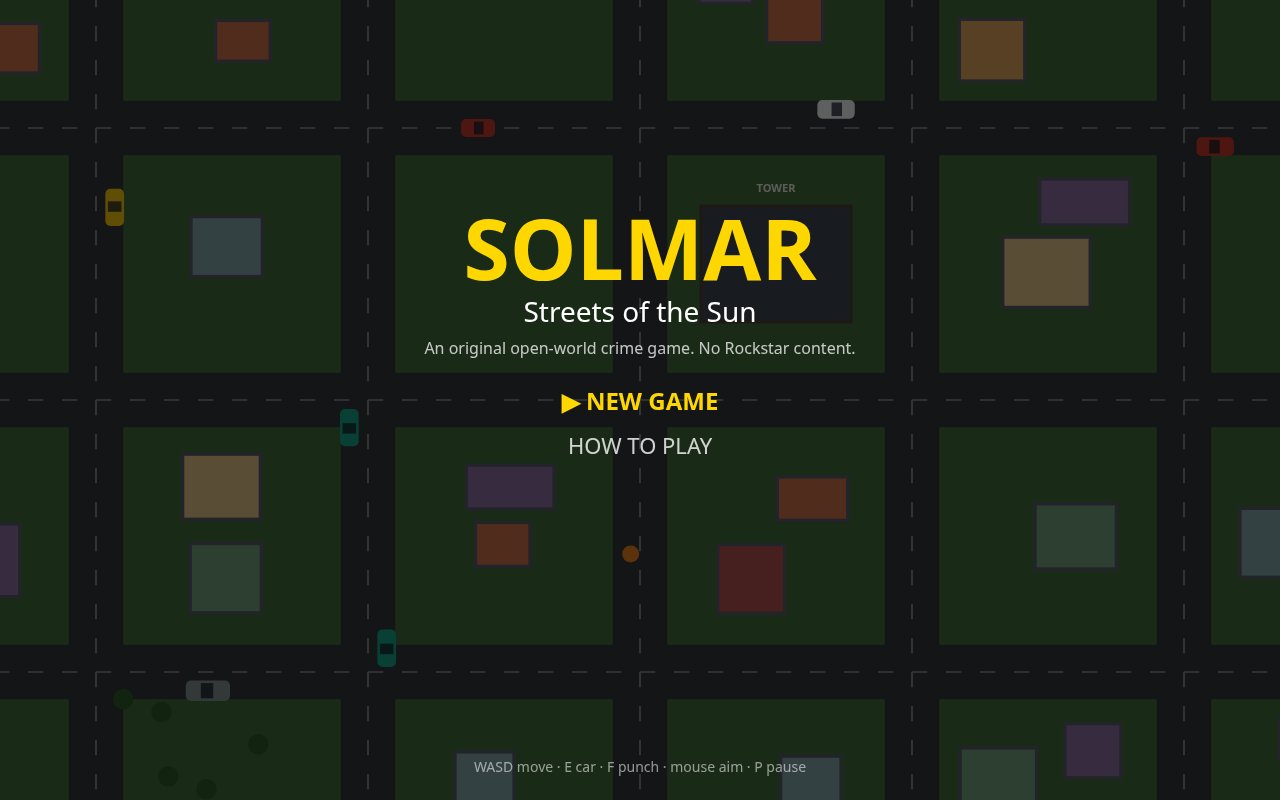 TOWER
SOLMAR
Streets of the Sun
An original open-world crime game. No Rockstar content.
▶ NEW GAME
HOW TO PLAY
WASD move · E car · F punch · mouse aim · P pause